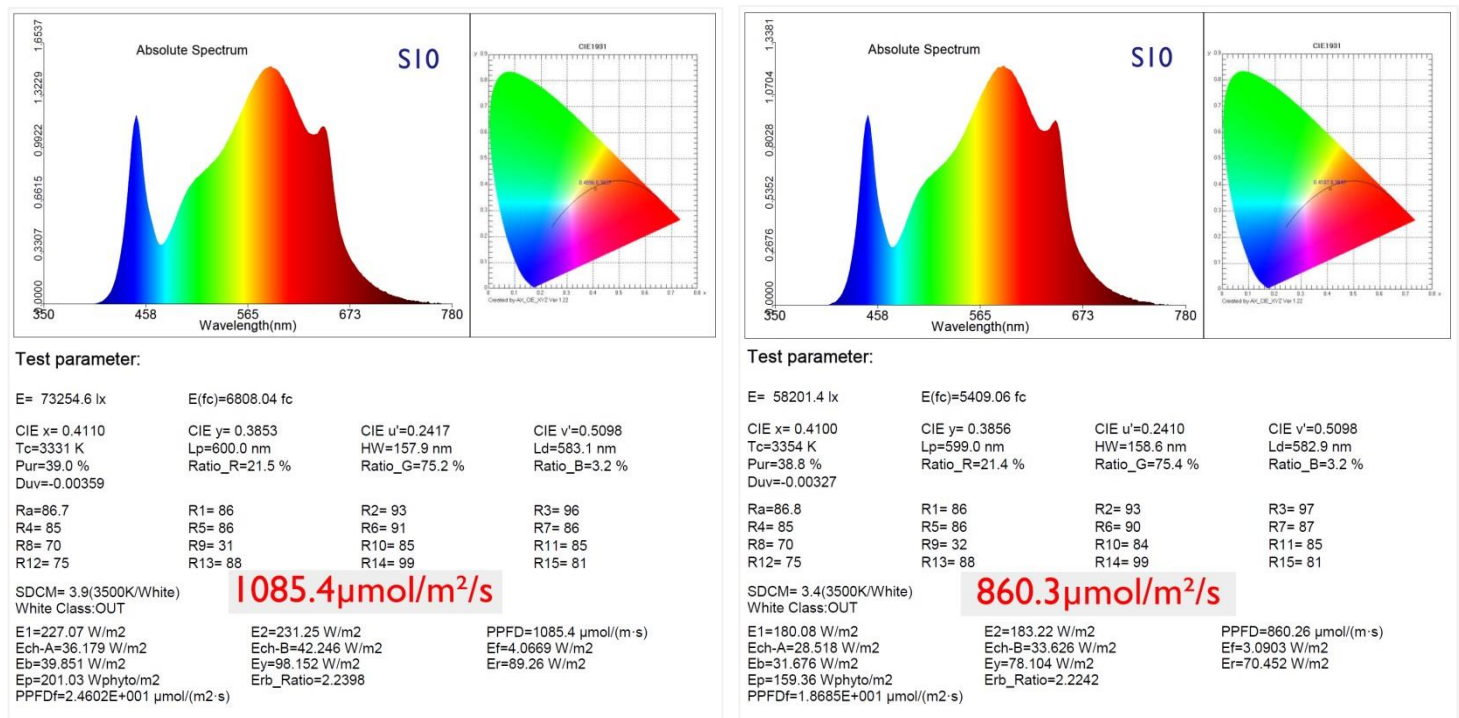 Absolute Spectrum
S10
1.6537
1.3229
0.9922
0.6615
0.3307
0.0000
350 458 565 673 780
Wavelength(nm)
CIE1931
Test parameter:
E= 73254.6 lx E(fc)=6808.04 fc
CIE x= 0.4110 CIE y= 0.3853 CIE u'=0.2417 CIE v'=0.5098
Tc=3331 K Lp=600.0 nm HW=157.9 nm Ld=583.1 nm
Pur=39.0 % Ratio_R=21.5 % Ratio_G=75.2 % Ratio_B=3.2 %
Duv=-0.00359
Ra=86.7 R1= 86 R2= 93 R3= 96
R4= 85 R5= 86 R6= 91 R7= 86
R8= 70 R9= 31 R10= 85 R11= 85
R12= 75 R13= 88 R14= 99 R15= 81
SDCM= 3.9(3500K/White)
White Class:OUT
1085.4μmol/m²/s
E1=227.07 W/m2 E2=231.25 W/m2 PPFD=1085.4 μmol/(m·s)
Ech-A=36.179 W/m2 Ech-B=42.246 W/m2 Ef=4.0669 W/m2
Eb=39.851 W/m2 Ey=98.152 W/m2 Er=89.26 W/m2
Ep=201.03 Wphyto/m2 Erb_Ratio=2.2398
PPFDf=2.4602E+001 μmol/(m2·s)
Absolute Spectrum
S10
1.3381
1.0704
0.8028
0.5352
0.2676
0.0000
350 458 565 673 780
Wavelength(nm)
CIE1931
Test parameter:
E= 58201.4 lx E(fc)=5409.06 fc
CIE x= 0.4100 CIE y= 0.3856 CIE u'=0.2410 CIE v'=0.5098
Tc=3354 K Lp=599.0 nm HW=158.6 nm Ld=582.9 nm
Pur=38.8 % Ratio_R=21.4 % Ratio_G=75.4 % Ratio_B=3.2 %
Duv=-0.00327
Ra=86.8 R1= 86 R2= 93 R3= 97
R4= 85 R5= 86 R6= 90 R7= 87
R8= 70 R9= 32 R10= 84 R11= 85
R12= 75 R13= 88 R14= 99 R15= 81
SDCM= 3.4(3500K/White)
White Class:OUT
860.3μmol/m²/s
E1=180.08 W/m2 E2=183.22 W/m2 PPFD=860.26 μmol/(m·s)
Ech-A=28.518 W/m2 Ech-B=33.626 W/m2 Ef=3.0903 W/m2
Eb=31.676 W/m2 Ey=78.104 W/m2 Er=70.452 W/m2
Ep=159.36 Wphyto/m2 Erb_Ratio=2.2242
PPFDf=1.8685E+001 μmol/(m2·s)